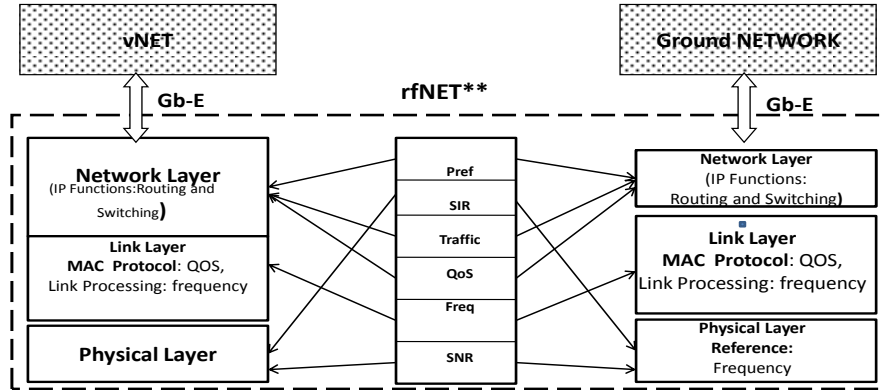 vNET
Ground NETWORK
Gb-E
rfNET**
Gb-E
Network Layer
(IP Functions:Routing and
Switching)
Link Layer
MAC Protocol: QOS,
Link Processing: frequency
Physical Layer
Pref
SIR
Traffic
QoS
Freq
SNR
Network Layer
(IP Functions:
Routing and Switching)
Link Layer
MAC Protocol: QOS,
Link Processing: frequency
Physical Layer
Reference:
Frequency